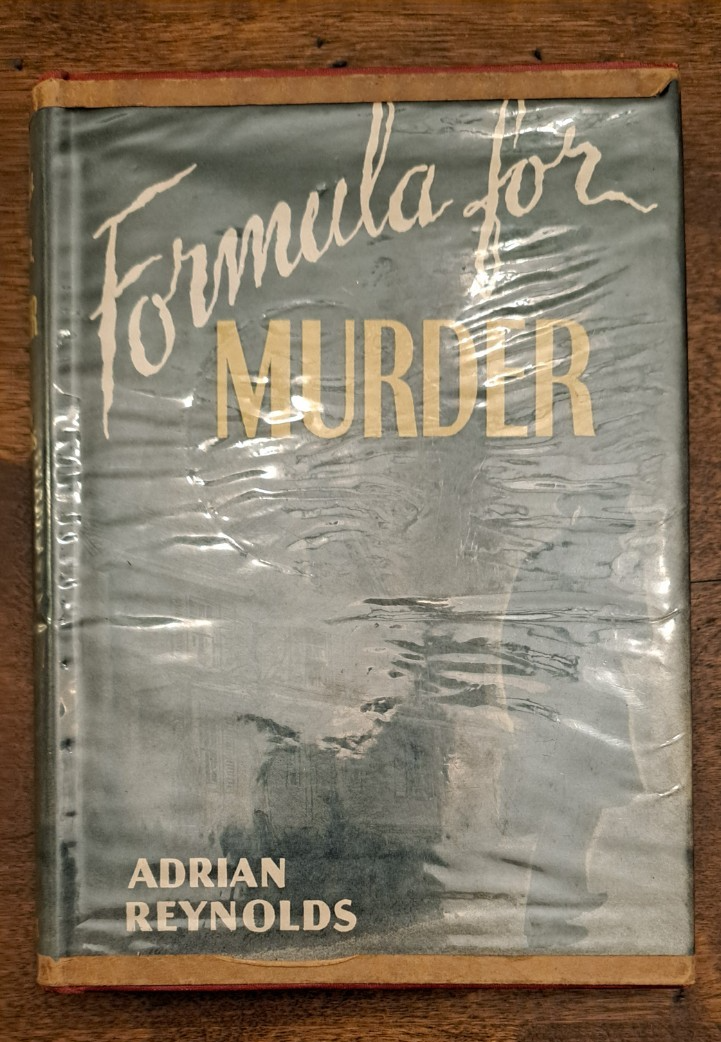 Formula for
MURDER
ADRIAN
REYNOLDS